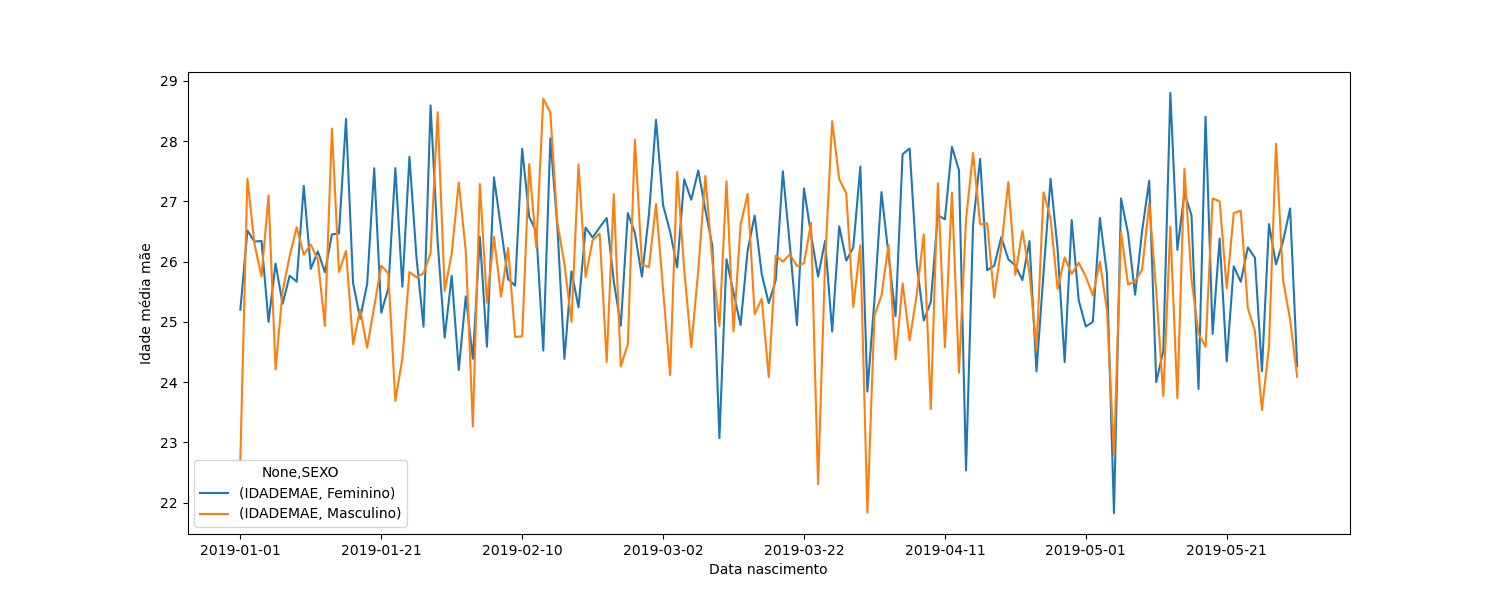 29
28
27
26
25
24
23
22
Idade média mãe
None,SEXO
(IDADEMAE, Feminino)
(IDADEMAE, Masculino)
2019-01-01 2019-01-21 2019-02-10 2019-03-02 2019-03-22 2019-04-11 2019-05-01 2019-05-21
Data nascimento